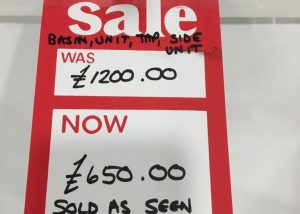 sale
BASIN, UNIT, TAP, SIDE
UNIT
WAS
£1200.00
NOW
£650.00
SOLD AS SEEN